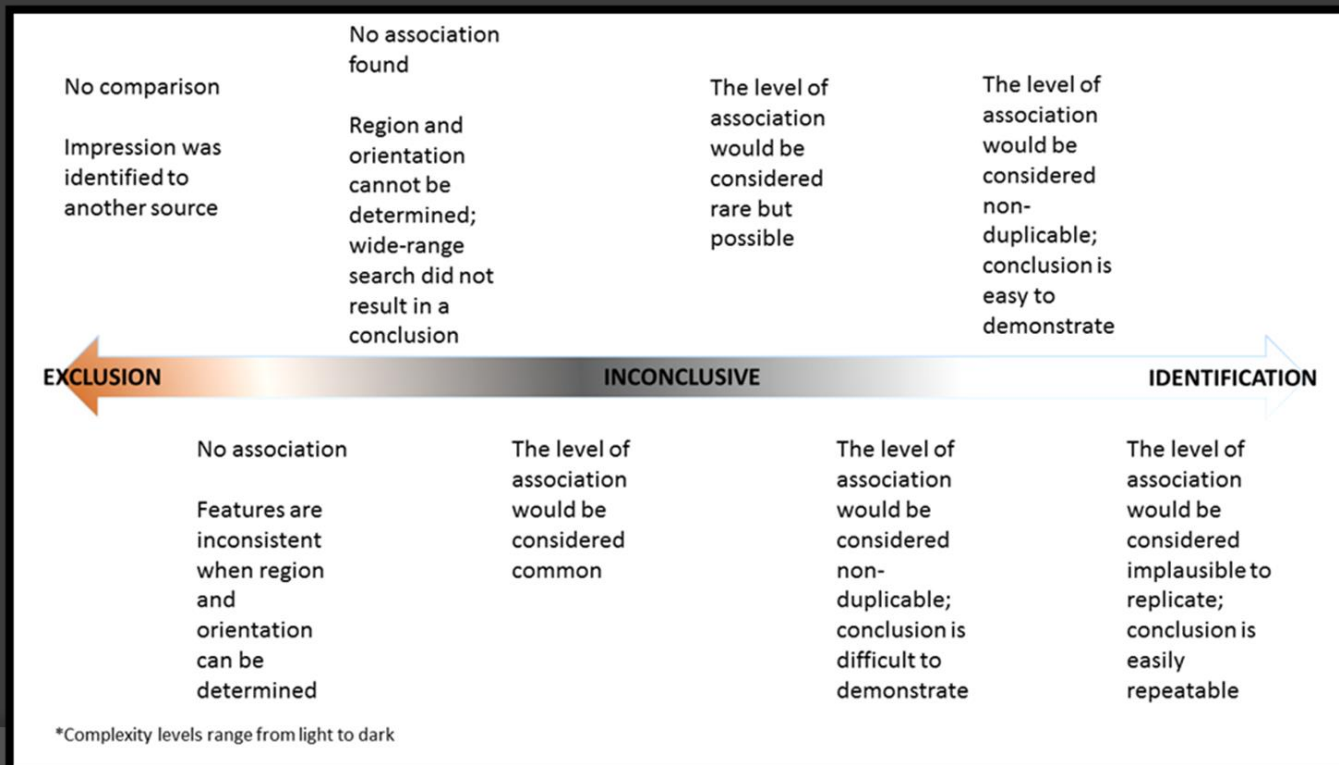 No comparison
Impression was
identified to
another source
No association
found
Region and
orientation
cannot be
determined;
wide-range
search did not
result in a
conclusion
The level of
association
would be
considered
rare but
possible
The level of
association
would be
considered
non-
duplicable;
conclusion is
easy to
demonstrate
EXCLUSION
INCONCLUSIVE
IDENTIFICATION
No association
Features are
inconsistent
when region
and
orientation
can be
determined
The level of
association
would be
considered
common
The level of
association
would be
considered
non-
duplicable;
conclusion is
difficult to
demonstrate
The level of
association
would be
considered
implausible to
replicate;
conclusion is
easily
repeatable
*Complexity levels range from light to dark